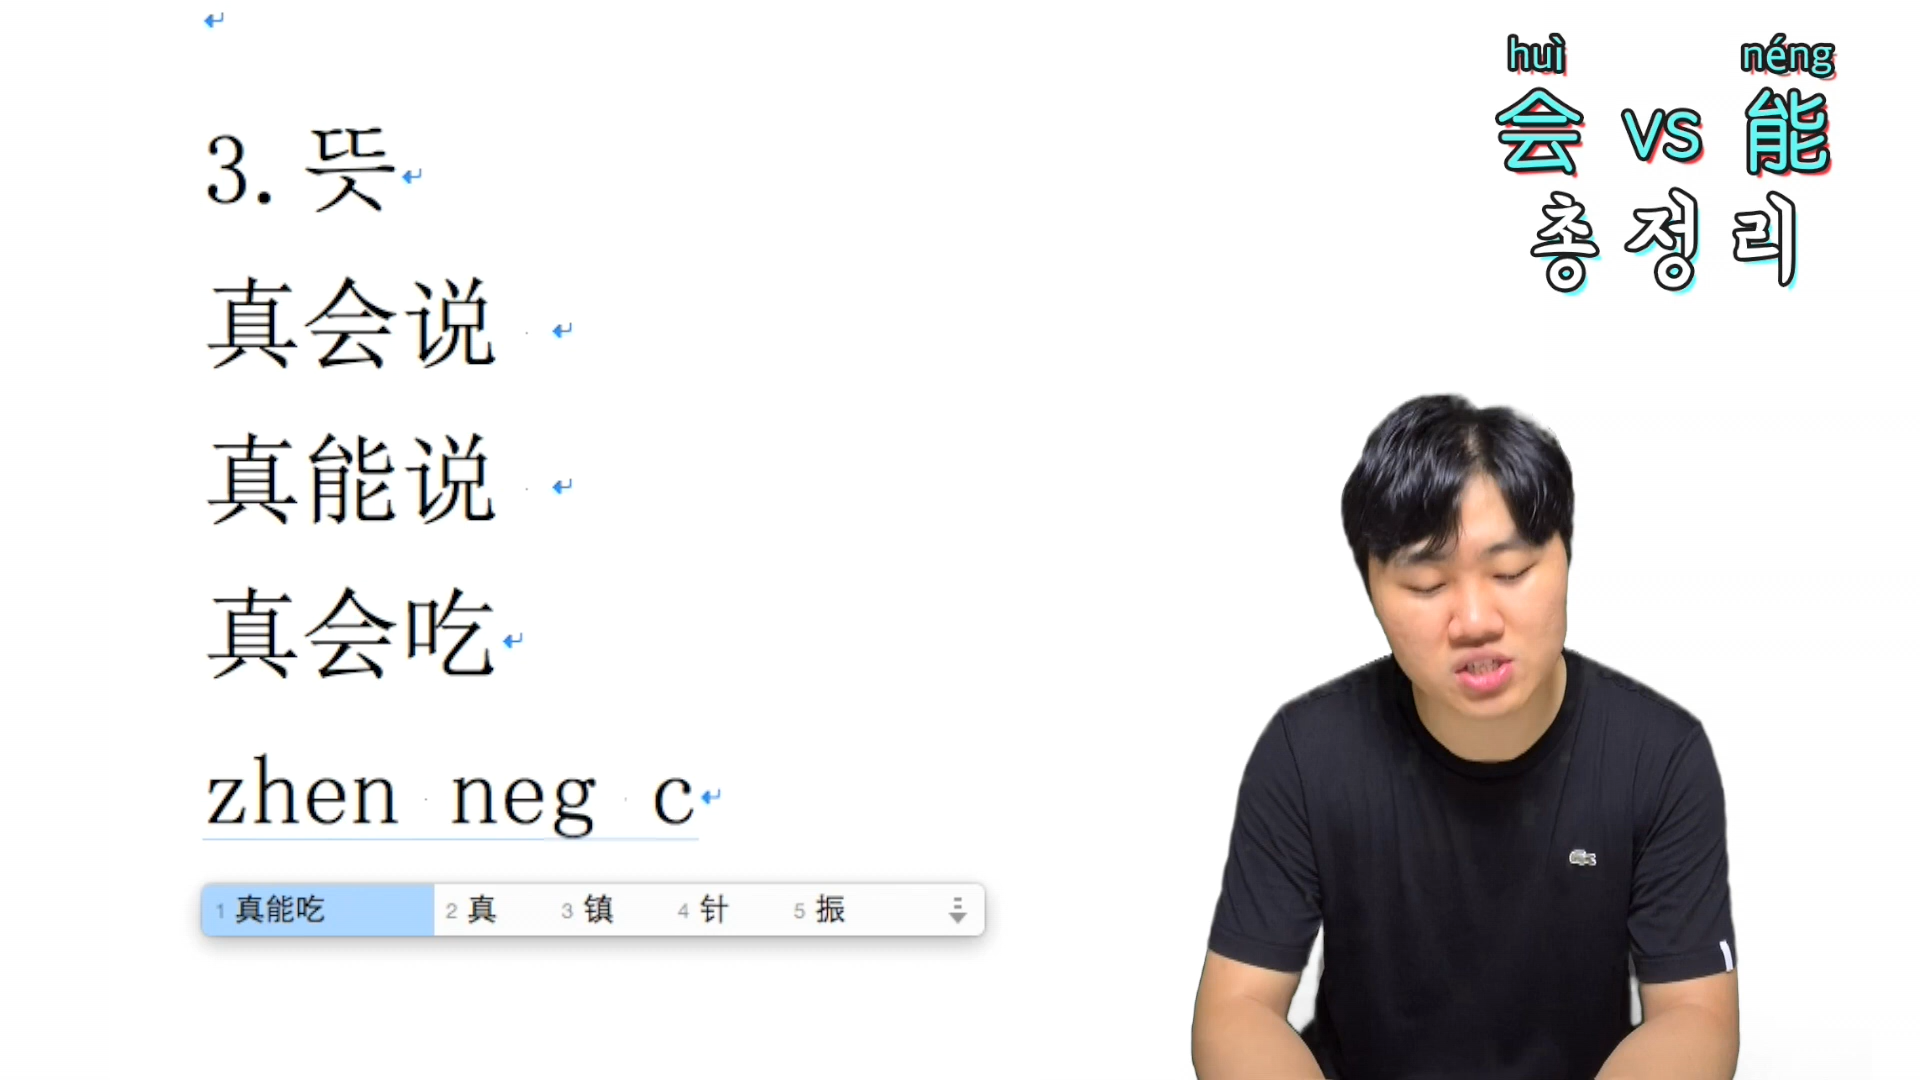 3. 뜻
真会说
真能说
真会吃
zhen neg c
1 真能吃 2 真 3 镇 4 针 5 振
huì néng
会 vs 能
총정리